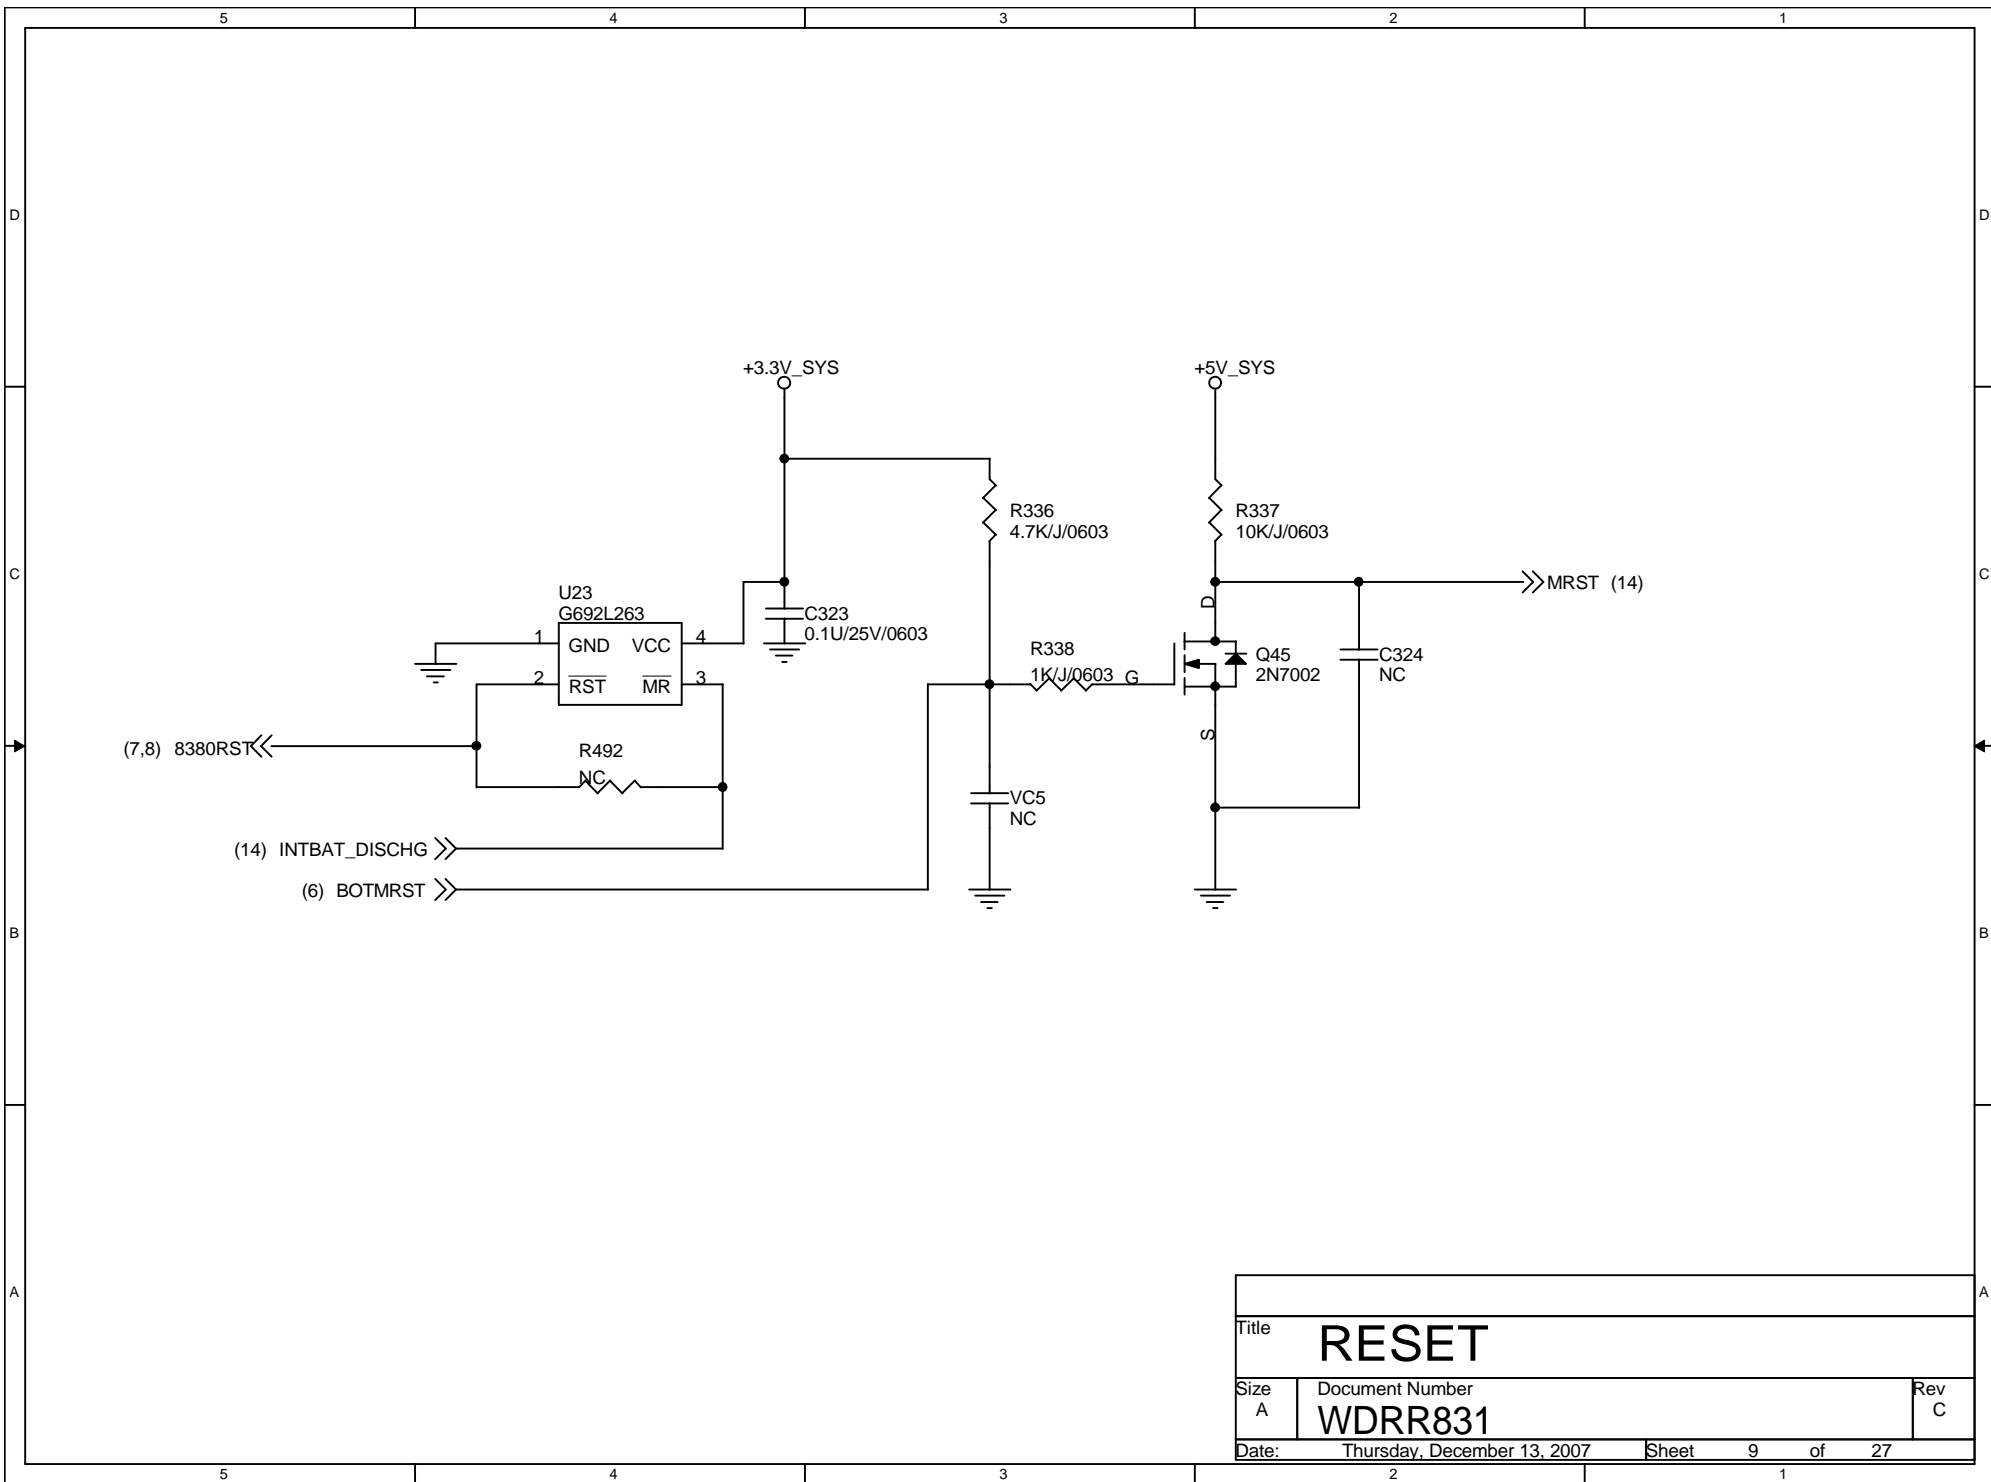 5 4 3 2 1
D D
+3.3V_SYS +5V_SYS
R336
4.7K/J/0603
R337
10K/J/0603
C C
MRST (14)
U23
G692L263
1 GND VCC 4
2 RST MR 3
C323
0.1U/25V/0603
D
R338
1K/J/0603 G
Q45
2N7002
C324
NC
S
(7,8) 8380RST
R492
NC
VC5
NC
(14) INTBAT_DISCHG
(6) BOTMRST
B B
A A
Title
RESET
Size
A
Document Number
WDRR831
Rev
C
Date: Thursday, December 13, 2007 Sheet 9 of 27
5 4 3 2 1